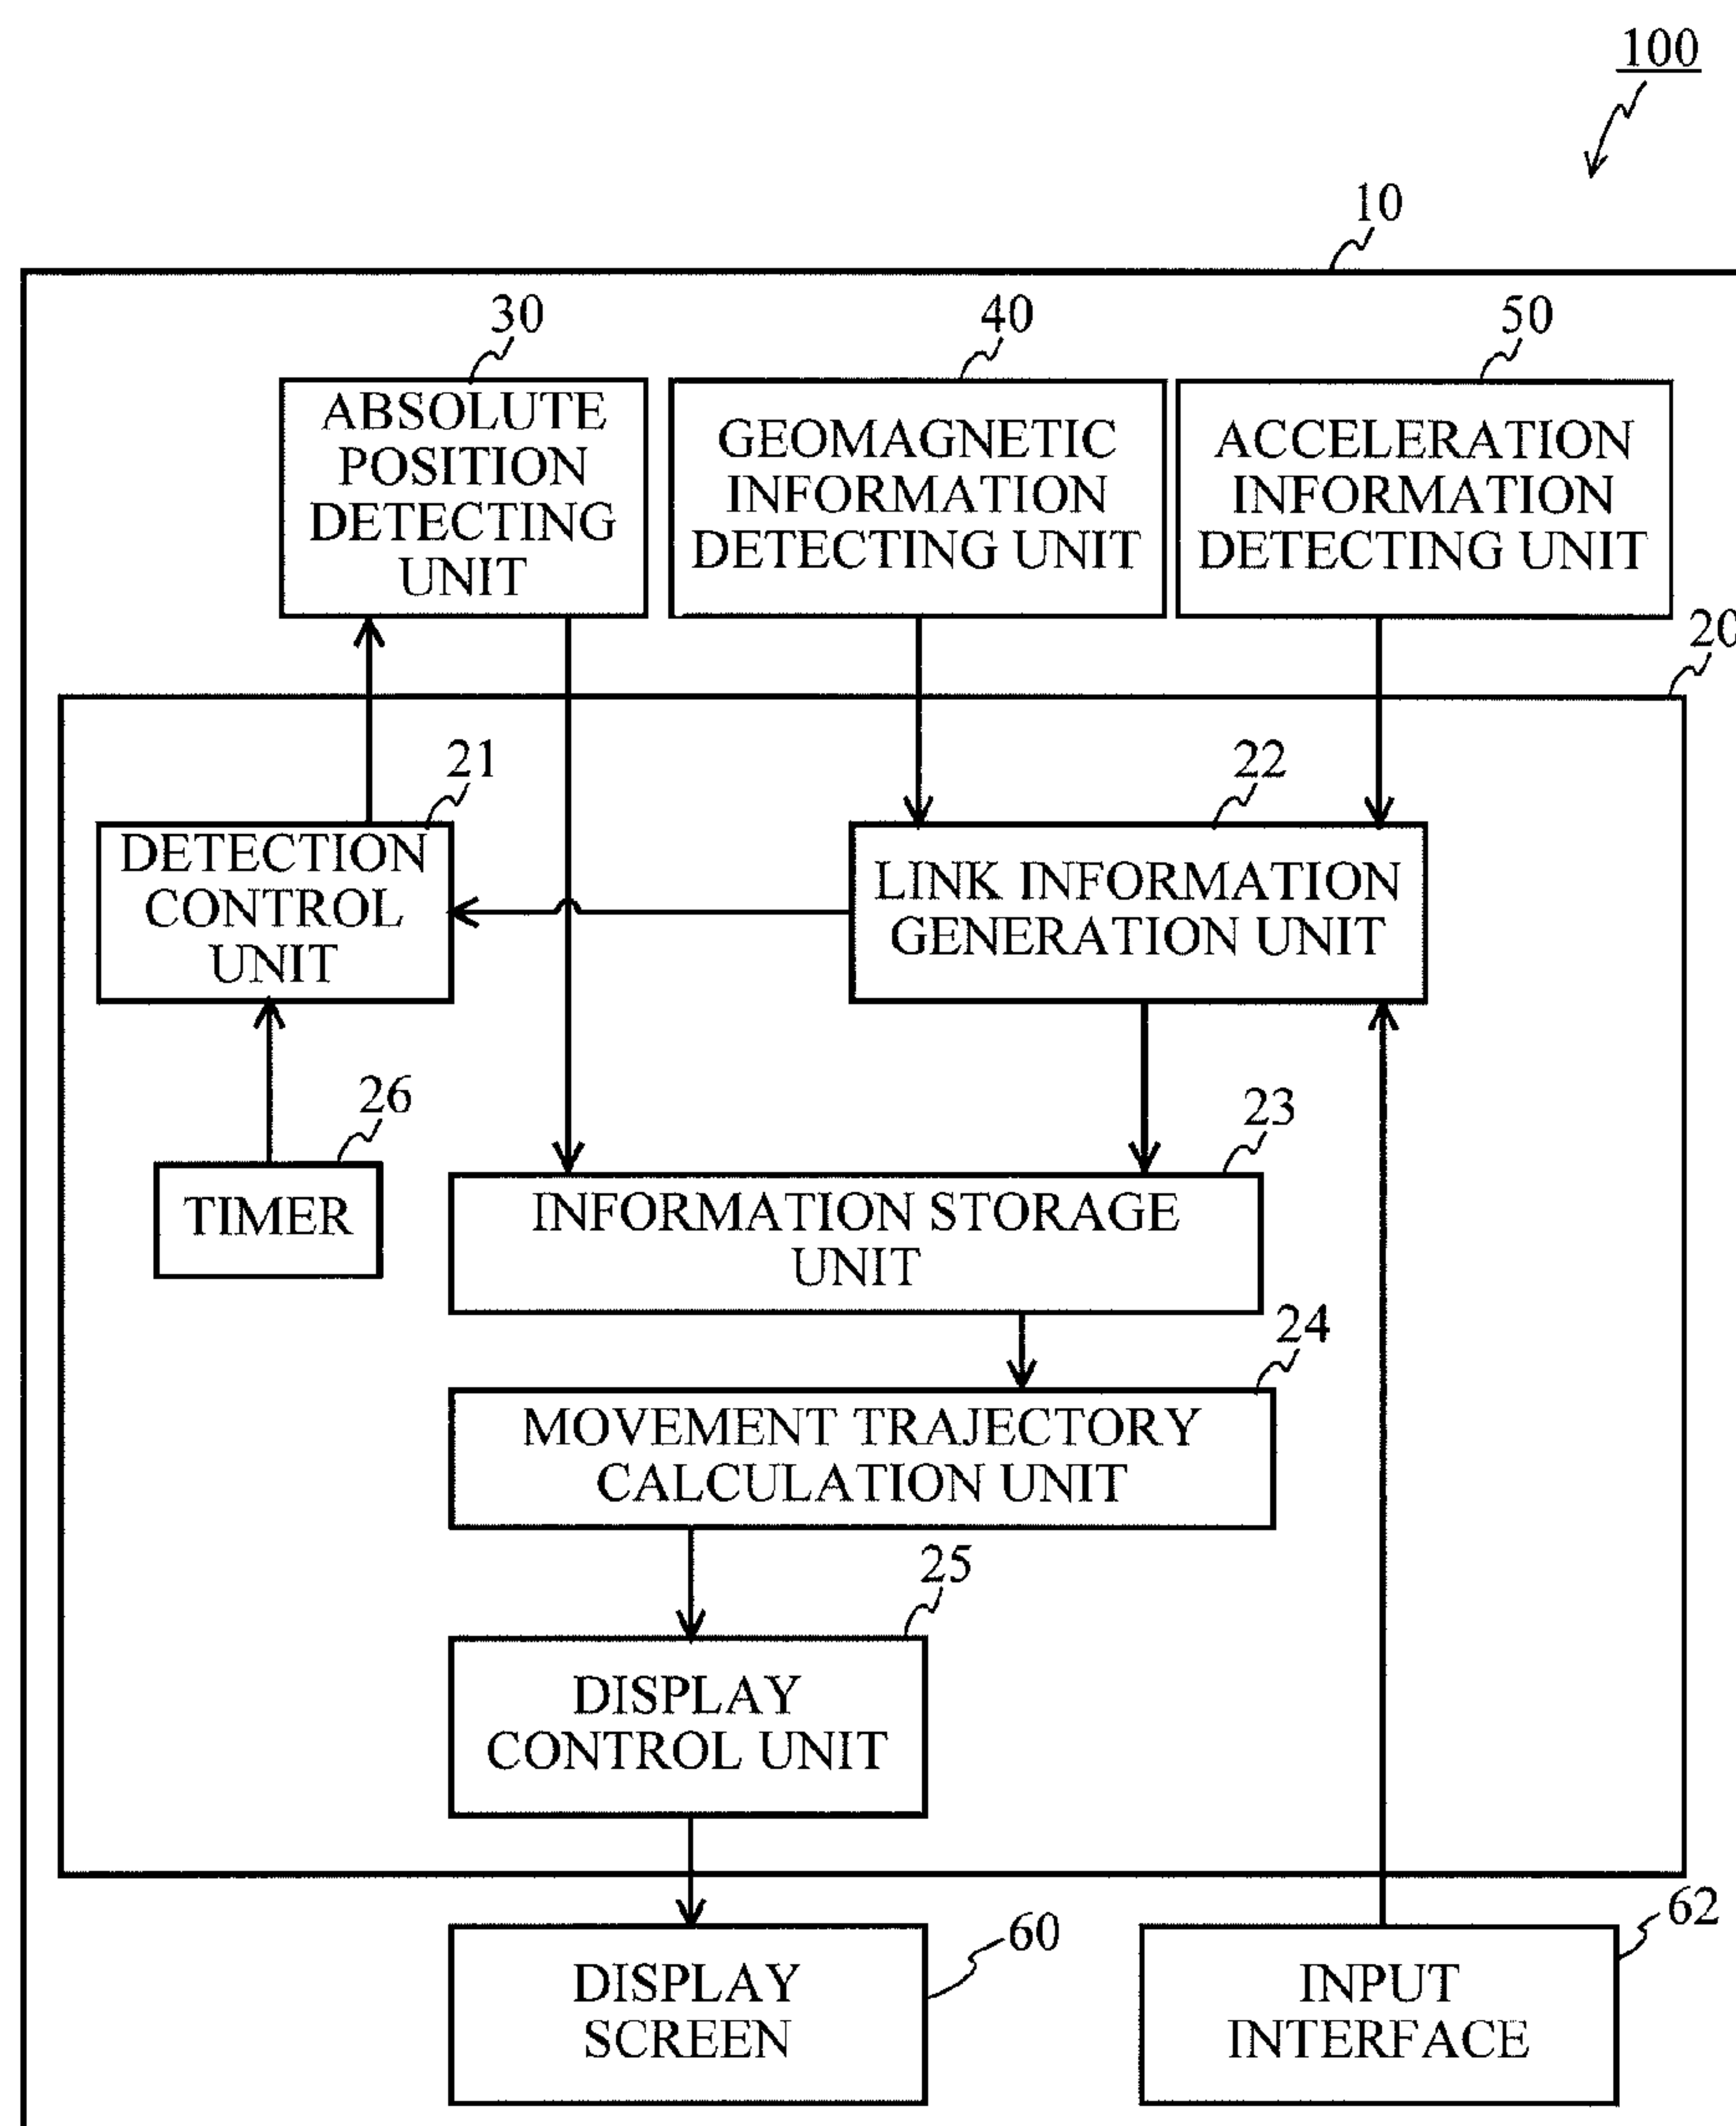 100
10
30
40
50
ABSOLUTE
POSITION
DETECTING
UNIT
GEOMAGNETIC
INFORMATION
DETECTING UNIT
ACCELERATION
INFORMATION
DETECTING UNIT
20
21
22
DETECTION
CONTROL
UNIT
LINK INFORMATION
GENERATION UNIT
26
23
TIMER
INFORMATION STORAGE
UNIT
24
MOVEMENT TRAJECTORY
CALCULATION UNIT
25
DISPLAY
CONTROL UNIT
60
62
DISPLAY
SCREEN
INPUT
INTERFACE